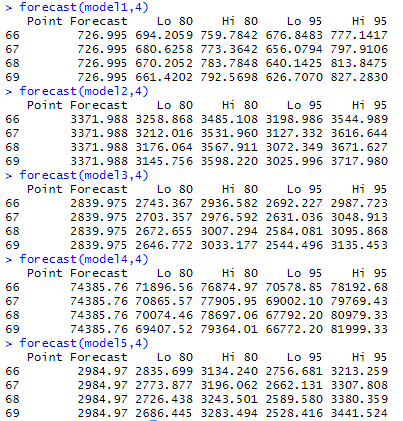 > forecast(model1,4)
Point Forecast Lo 80 Hi 80 Lo 95 Hi 95
66 726.995 694.2059 759.7842 676.8483 777.1417
67 726.995 680.6258 773.3642 656.0794 797.9106
68 726.995 670.2052 783.7848 640.1425 813.8475
69 726.995 661.4202 792.5698 626.7070 827.2830
> forecast(model2,4)
Point Forecast Lo 80 Hi 80 Lo 95 Hi 95
66 3371.988 3258.868 3485.108 3198.986 3544.989
67 3371.988 3212.016 3531.960 3127.332 3616.644
68 3371.988 3176.064 3567.911 3072.349 3671.627
69 3371.988 3145.756 3598.220 3025.996 3717.980
> forecast(model3,4)
Point Forecast Lo 80 Hi 80 Lo 95 Hi 95
66 2839.975 2743.367 2936.582 2692.227 2987.723
67 2839.975 2703.357 2976.592 2631.036 3048.913
68 2839.975 2672.655 3007.294 2584.081 3095.868
69 2839.975 2646.772 3033.177 2544.496 3135.453
> forecast(model4,4)
Point Forecast Lo 80 Hi 80 Lo 95 Hi 95
66 74385.76 71896.56 76874.97 70578.85 78192.68
67 74385.76 70865.57 77905.95 69002.10 79769.43
68 74385.76 70074.46 78697.06 67792.20 80979.33
69 74385.76 69407.52 79364.01 66772.20 81999.33
> forecast(model5,4)
Point Forecast Lo 80 Hi 80 Lo 95 Hi 95
66 2984.97 2835.699 3134.240 2756.681 3213.259
67 2984.97 2773.877 3196.062 2662.131 3307.808
68 2984.97 2726.438 3243.501 2589.580 3380.359
69 2984.97 2686.445 3283.494 2528.416 3441.524